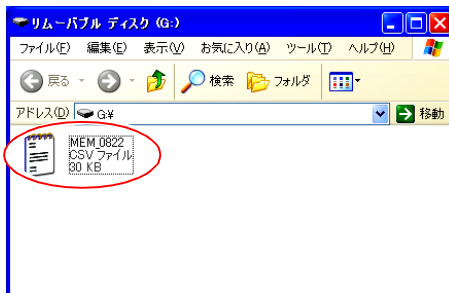 リムーバブル ディスク (G:)
ファイル(F) 編集(E) 表示(V) お気に入り(A) ツール(T) ヘルプ(H)
戻る 検索 フォルダ
アドレス(D) G:¥ 移動
MEM_0822
CSV ファイル
30 KB